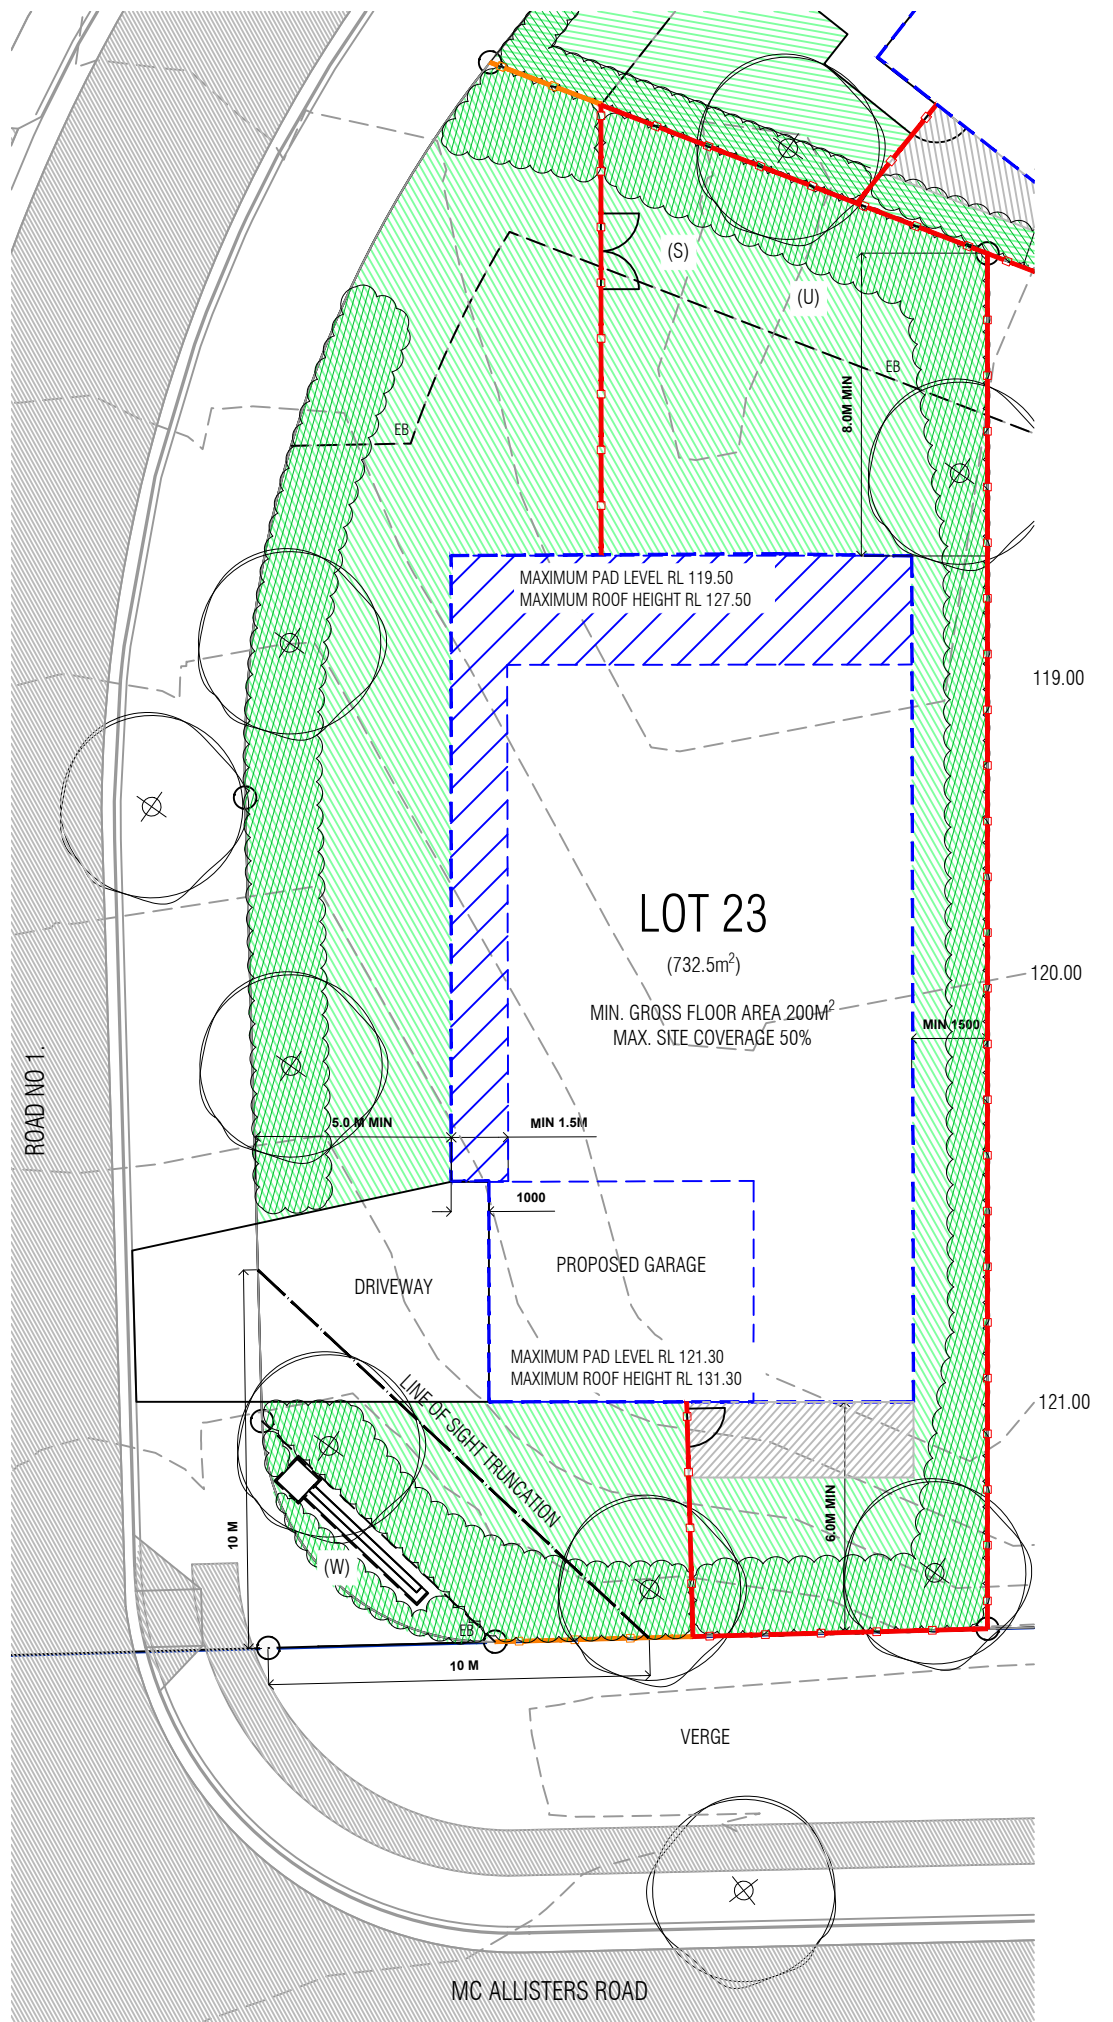 (S)
(U)
EB
8.0M MIN
EB
MAXIMUM PAD LEVEL RL 119.50
MAXIMUM ROOF HEIGHT RL 127.50
119.00
LOT 23
(732.5m²)
120.00
MIN. GROSS FLOOR AREA 200M²
MAX. SITE COVERAGE 50%
MIN 1500
ROAD NO 1.
5.0 M MIN
MIN 1.5M
1000
PROPOSED GARAGE
DRIVEWAY
MAXIMUM PAD LEVEL RL 121.30
MAXIMUM ROOF HEIGHT RL 131.30
LINE OF SIGHT TRUNCATION
121.00
6.0M MIN
10 M
(W)
EB
10 M
VERGE
MC ALLISTERS ROAD